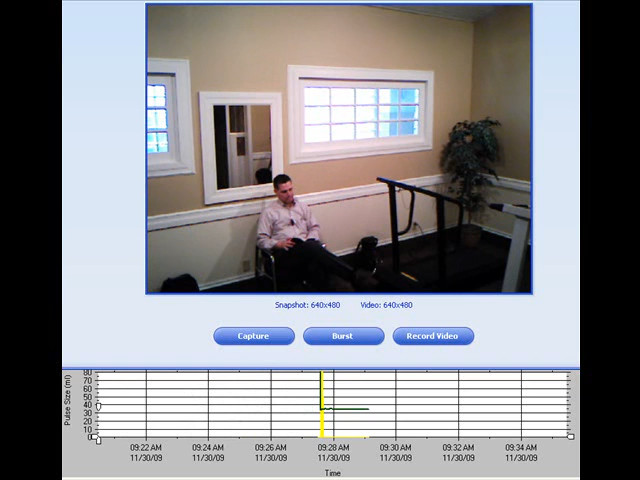 Snapshot: 640x480 Video: 640x480
Capture Burst Record Video
Pulse Size (ml)
80
70
60
50
40
30
20
10
0
09:22 AM 09:24 AM 09:26 AM 09:28 AM 09:30 AM 09:32 AM 09:34 AM
11/30/09 11/30/09 11/30/09 11/30/09 11/30/09 11/30/09 11/30/09
Time